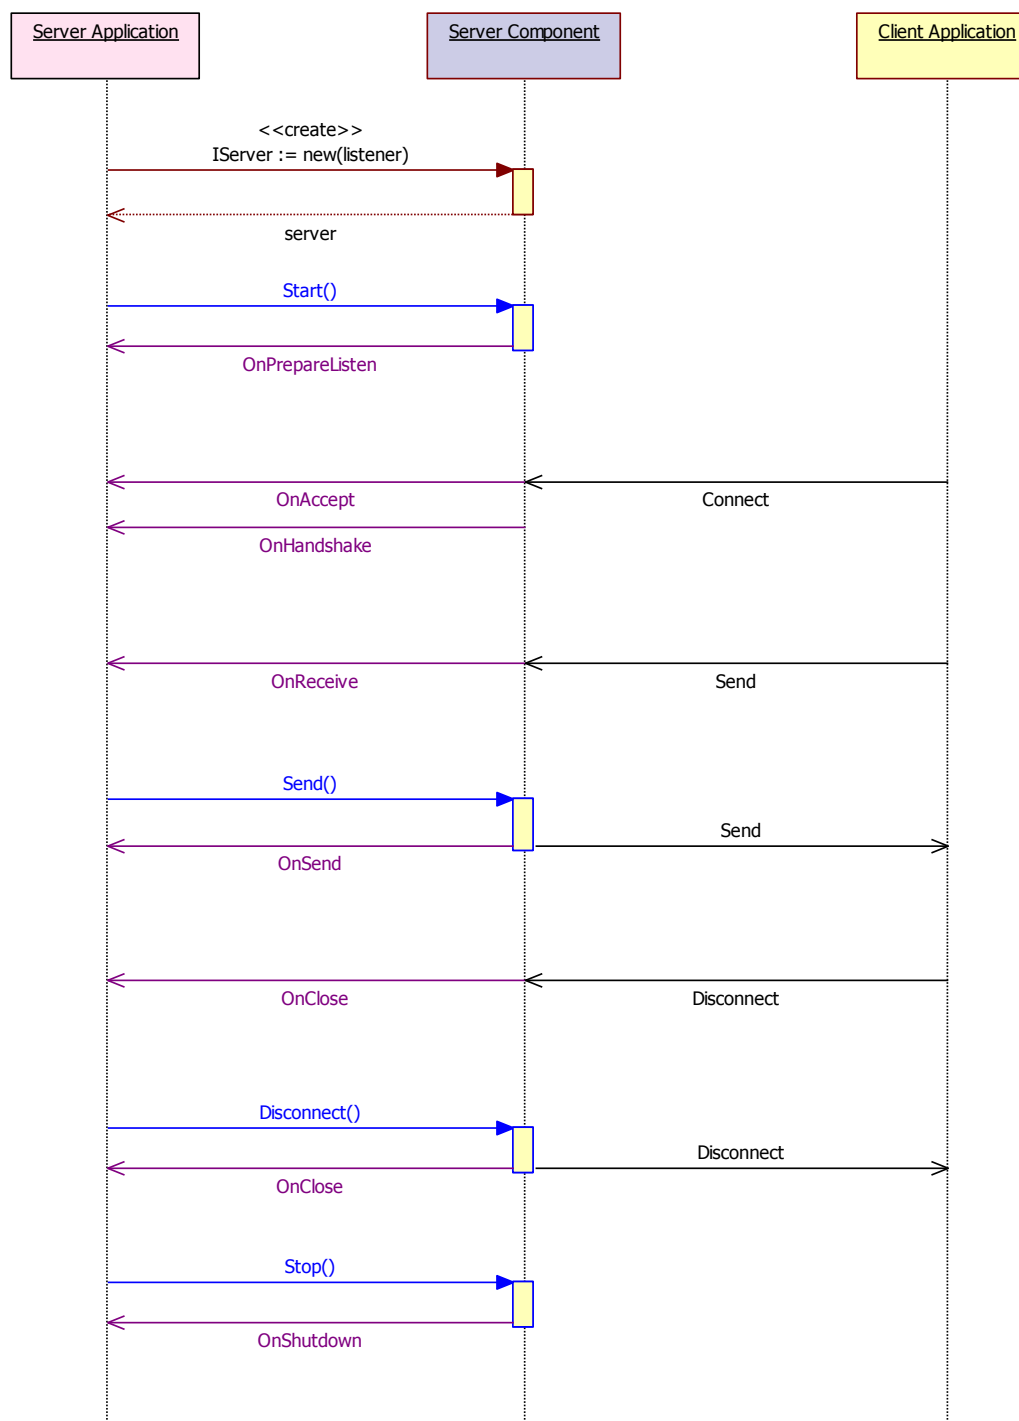 Server Application
Server Component
Client Application
<<create>>
IServer := new(listener)
server
Start()
OnPrepareListen
OnAccept
Connect
OnHandshake
OnReceive
Send
Send()
Send
OnSend
OnClose
Disconnect
Disconnect()
Disconnect
OnClose
Stop()
OnShutdown